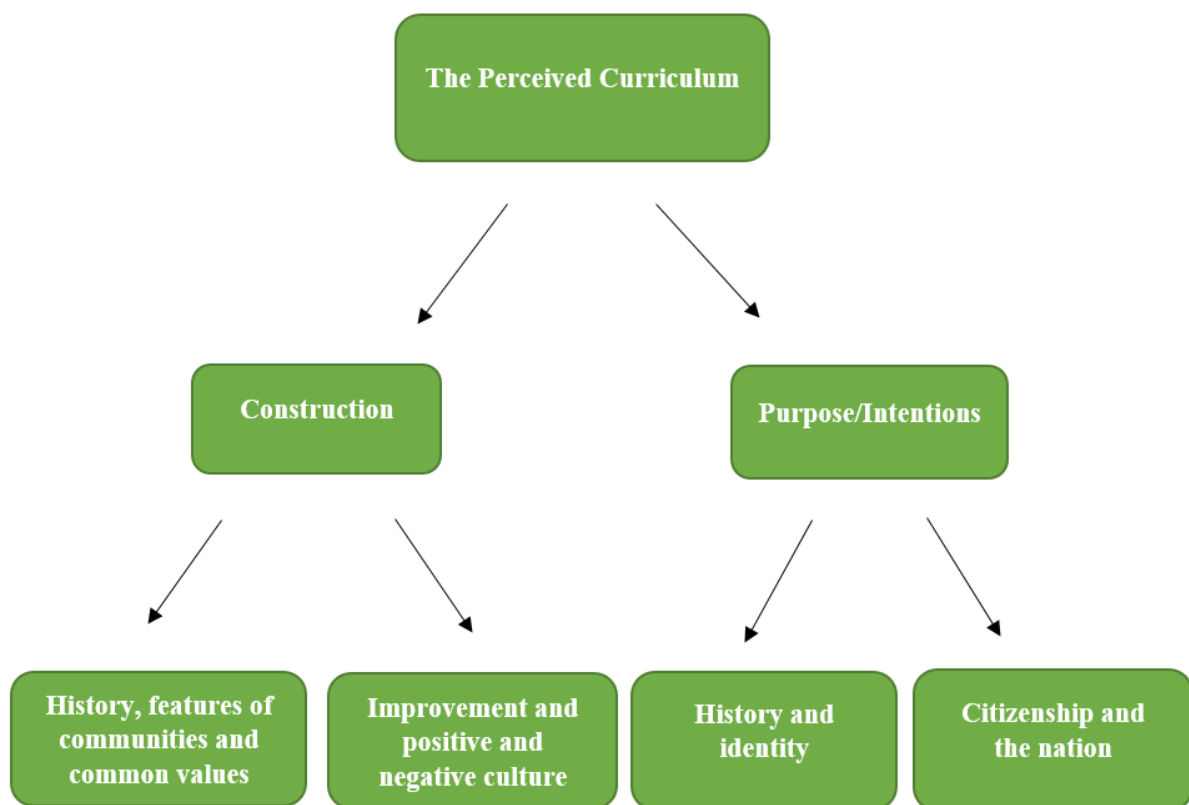 The Perceived Curriculum
Construction
Purpose/Intentions
History, features of
communities and
common values
Improvement and
positive and
negative culture
History and
identity
Citizenship and
the nation